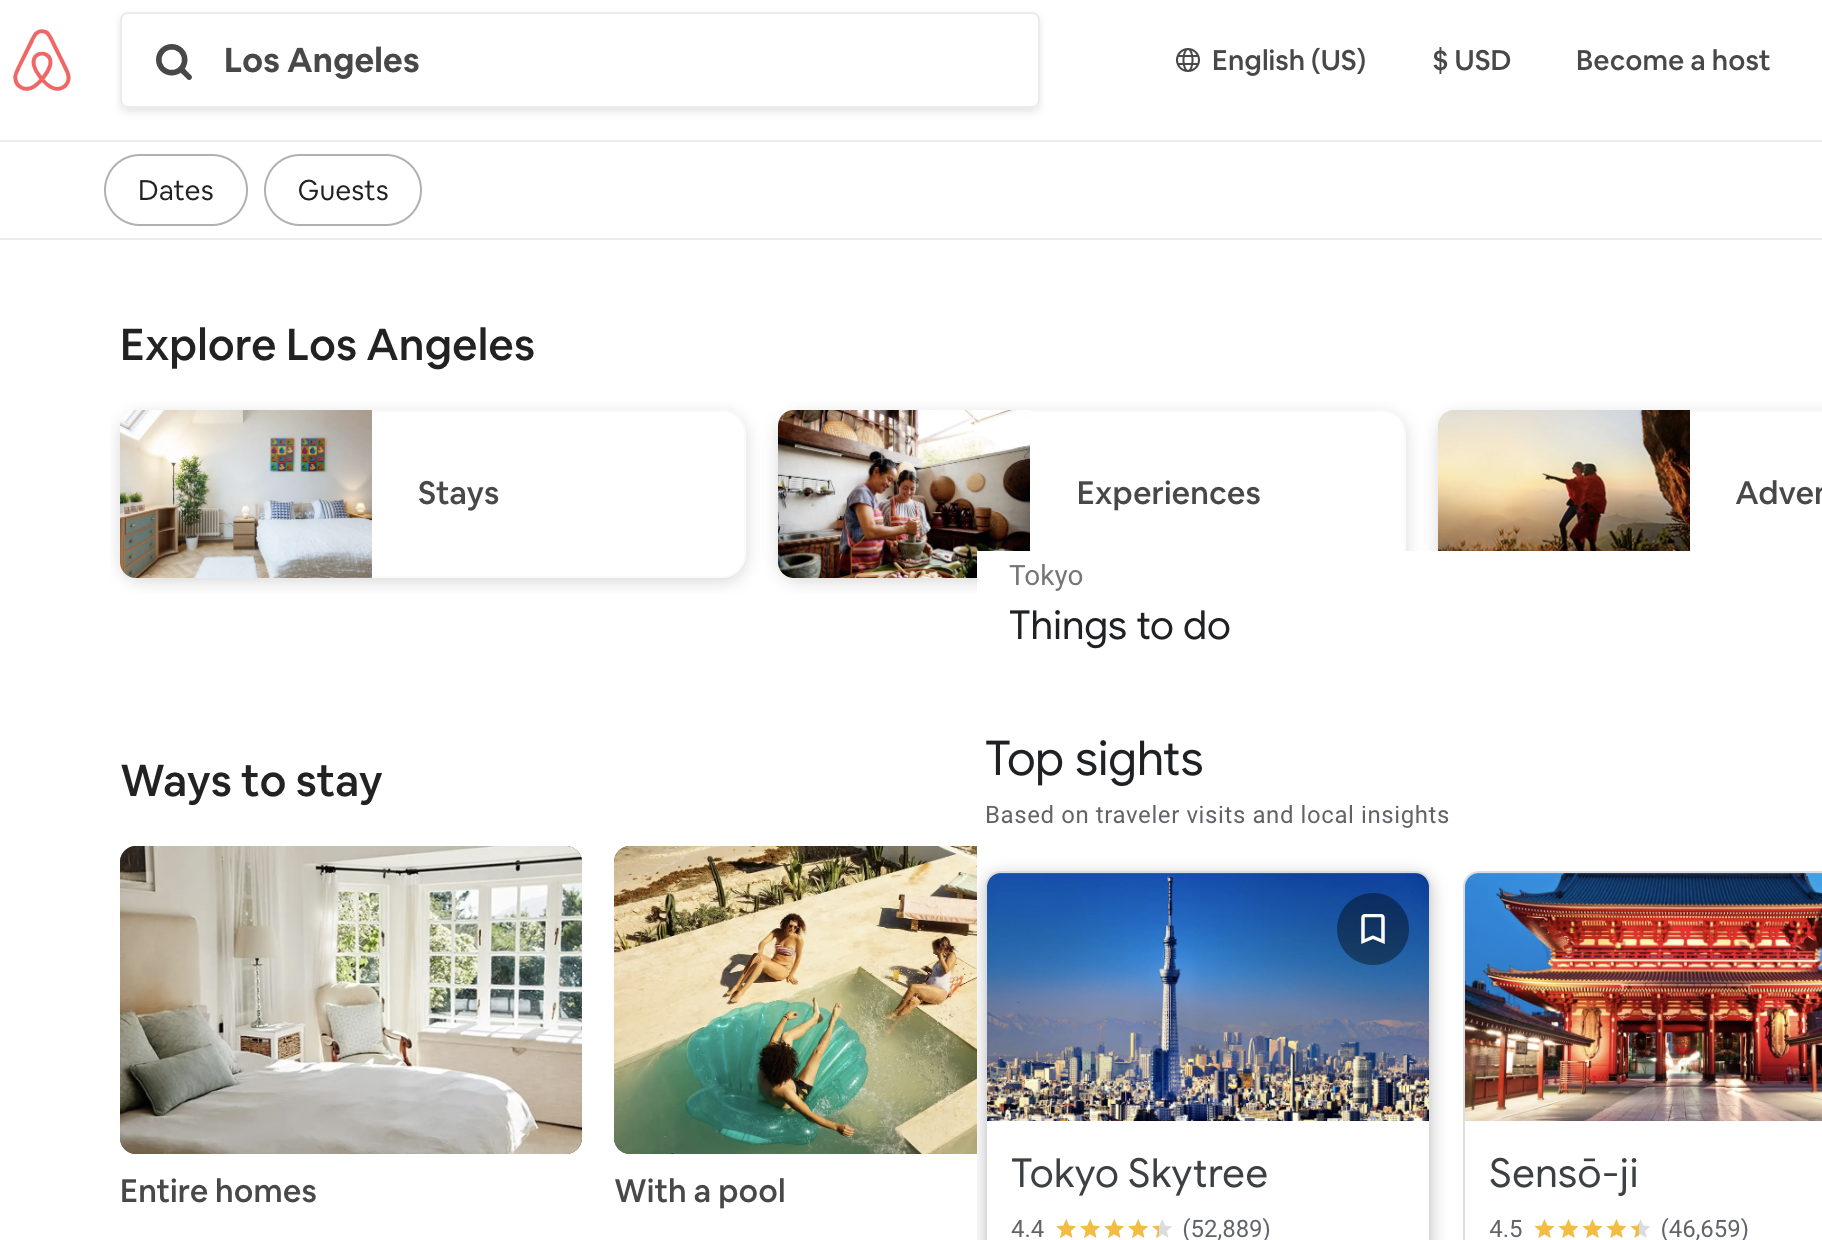 Los Angeles
English (US)
$ USD
Become a host
Dates
Guests
Explore Los Angeles
Stays
Experiences
Adver
Tokyo
Things to do
Top sights
Based on traveler visits and local insights
Ways to stay
Entire homes
With a pool
Tokyo Skytree
4.4 (52,889)
Sensō-ji
4.5 (46,659)